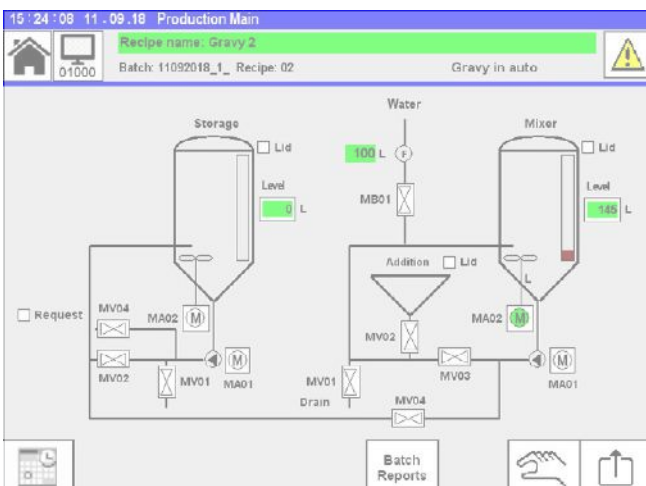 15:24:08 11.09.18 Production Main
Recipe name: Gravy 2
01000
Batch: 11092018_1_ Recipe: 02
Gravy in auto
Water
Storage
Mixer
Lid
100 L
F
Lid
Level
0 L
MB01
Level
145 L
Addition
Lid
L
Request
MV04
MA02
M
MA02
M
MV02
M
M
MV02
MV01
MA01
MV01
MV03
MA01
Drain
MV04
Batch
Reports